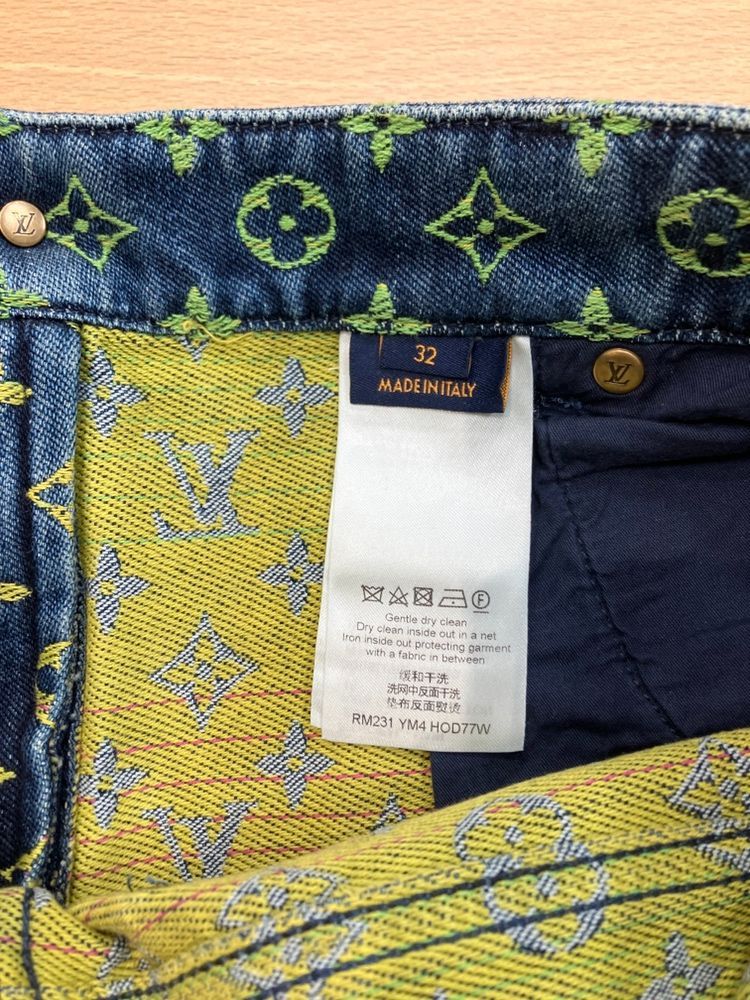 32
MADE IN ITALY
Gentle dry clean
Dry clean inside out in a net
Iron inside out protecting garment
with a fabric in between
缓和干洗
洗网中反面干洗
垫布反面熨烫
RM231 YM4 HOD77W